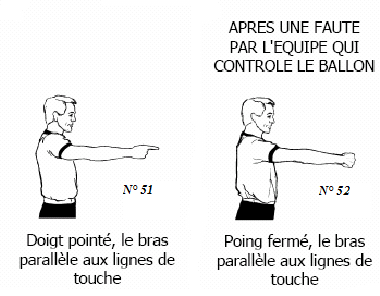 APRES UNE FAUTE
PAR L'EQUIPE QUI
CONTROLE LE BALLON
N° 51
N° 52
Doigt pointé, le bras
parallèle aux lignes de
touche
Poing fermé, le bras
parallèle aux lignes de
touche